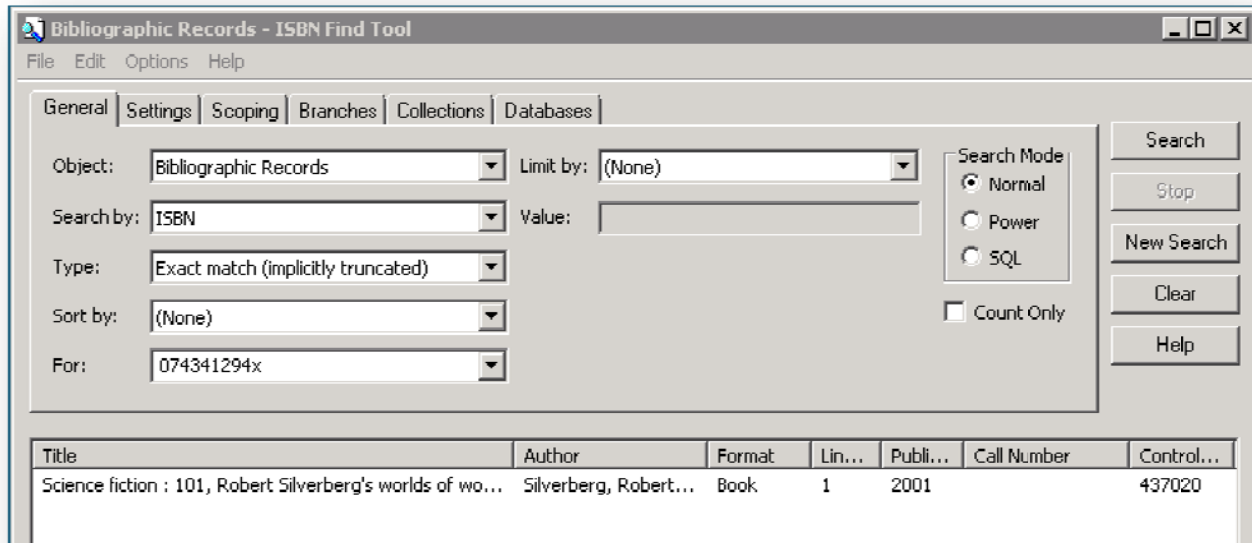 Bibliographic Records - ISBN Find Tool
File Edit Options Help
General Settings Scoping Branches Collections Databases
Object: Bibliographic Records Limit by: (None)
Search by: ISBN Value:
Type: Exact match (implicitly truncated)
Sort by: (None)
For: 074341294x
Search Mode
Normal
Power
SQL
Count Only
Search
Stop
New Search
Clear
Help
Title Author Format Lin... Publi... Call Number Control...
Science fiction : 101, Robert Silverberg's worlds of wo... Silverberg, Robert... Book 1 2001 437020